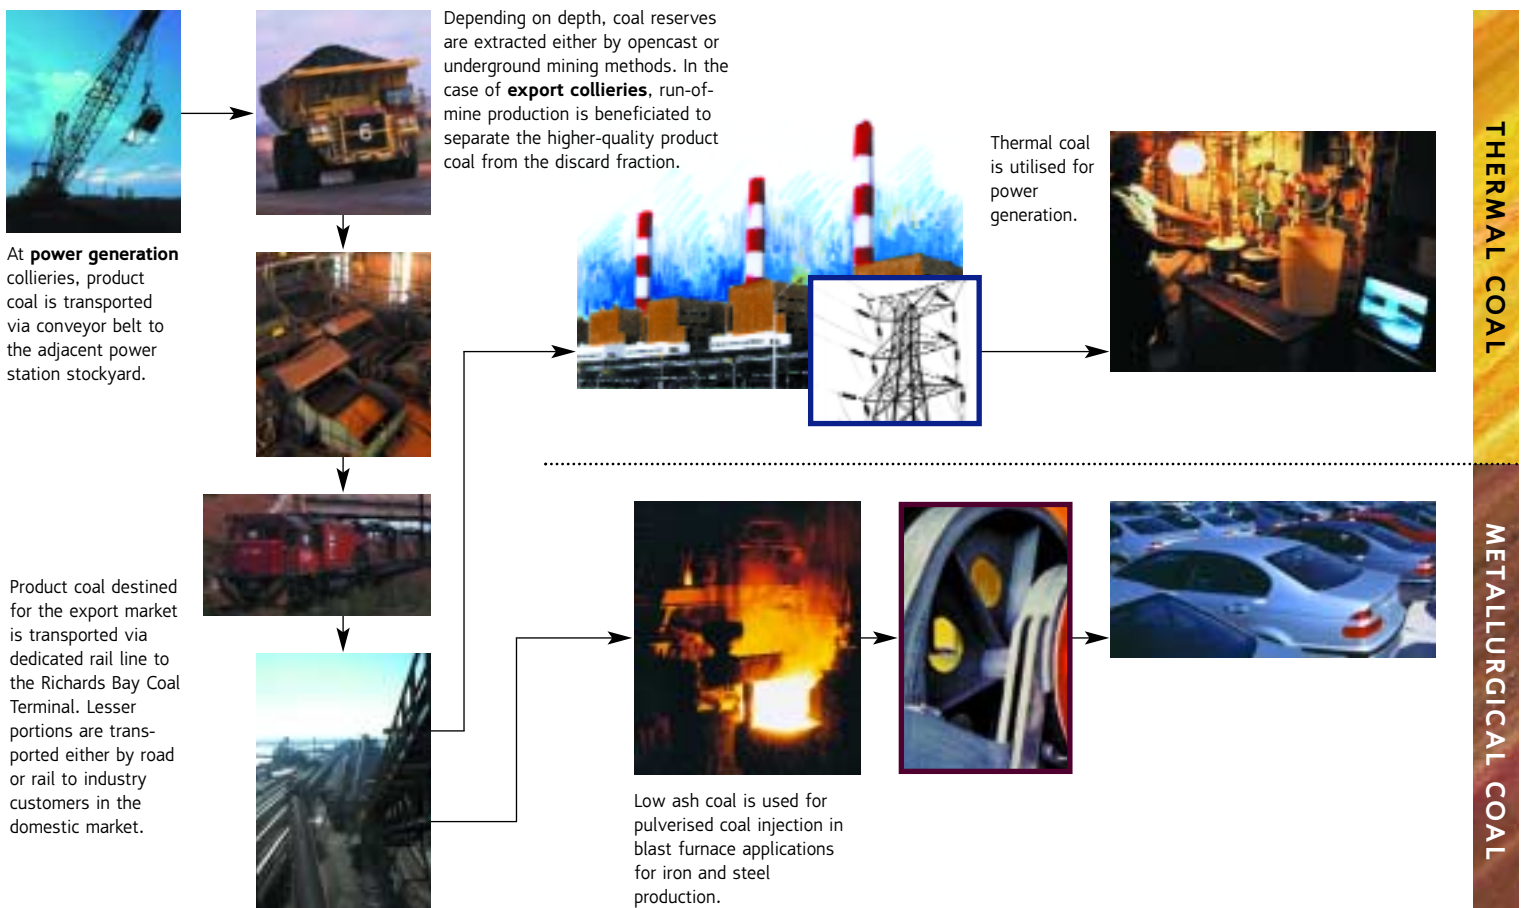 Depending on depth, coal reserves
are extracted either by opencast or
underground mining methods. In the
case of export collieries, run-of-
mine production is beneficiated to
separate the higher-quality product
coal from the discard fraction.
6
At power generation
collieries, product
coal is transported
via conveyor belt to
the adjacent power
station stockyard.
Thermal coal
is utilised for
power
generation.
THERMAL COAL
Product coal destined
for the export market
is transported via
dedicated rail line to
the Richards Bay Coal
Terminal. Lesser
portions are trans-
ported either by road
or rail to industry
customers in the
domestic market.
Low ash coal is used for
pulverised coal injection in
blast furnace applications
for iron and steel
production.
METALLURGICAL COAL